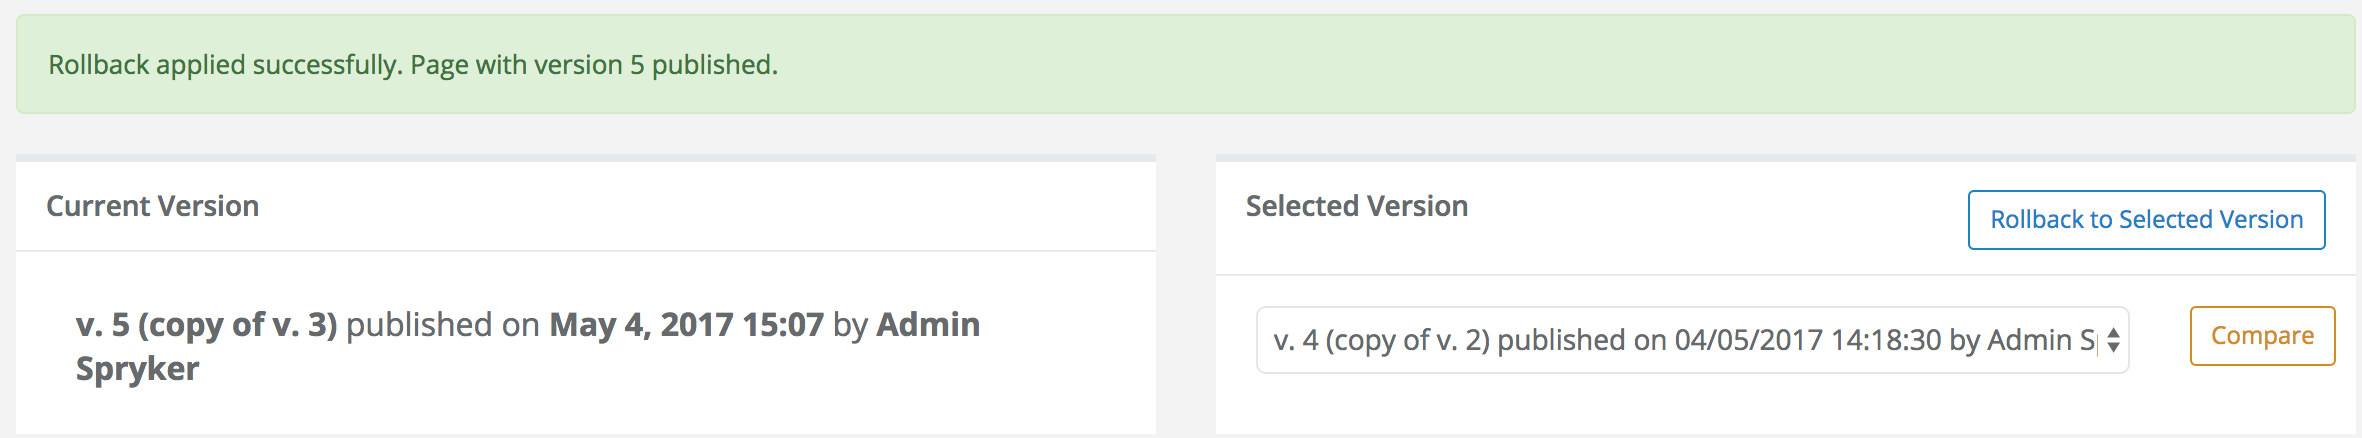 Rollback applied successfully. Page with version 5 published.
Current Version
v. 5 (copy of v. 3) published on May 4, 2017 15:07 by Admin
Spryker
Selected Version
Rollback to Selected Version
v. 4 (copy of v. 2) published on 04/05/2017 14:18:30 by Admin S
Compare